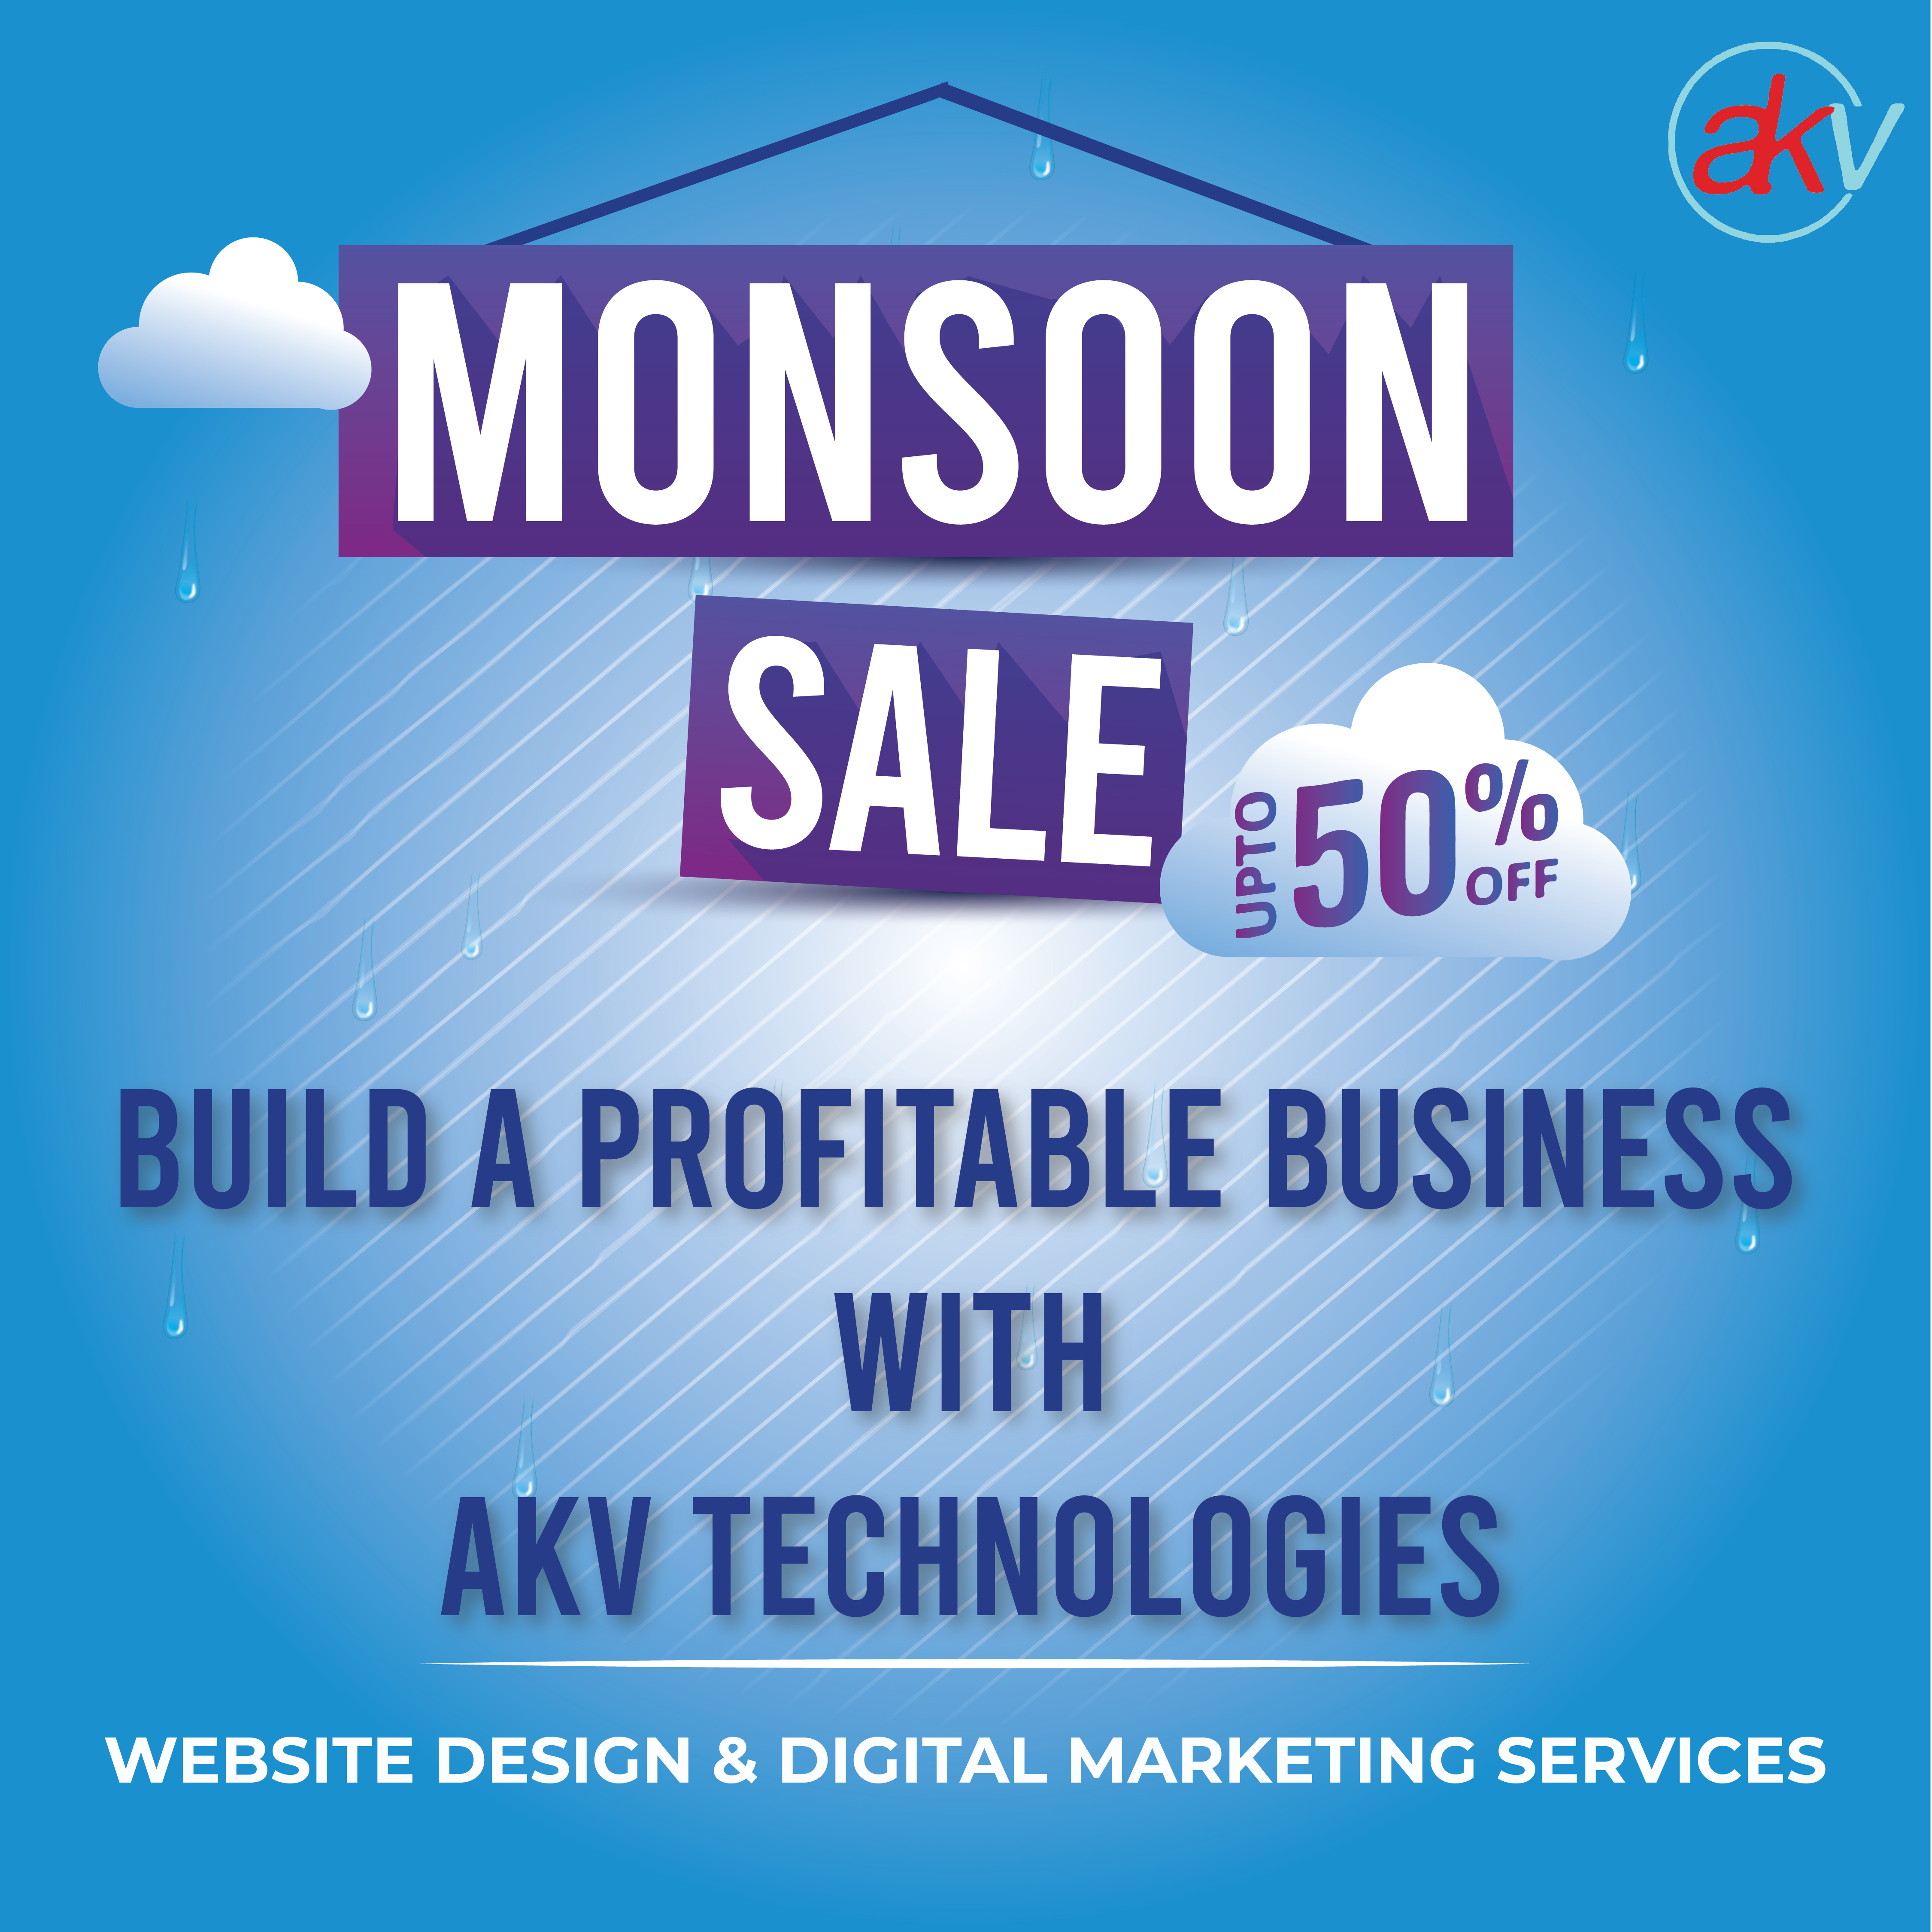 akv
MONSOON
SALE
UPTO 50% OFF
BUILD A PROFITABLE BUSINESS
WITH
AKV TECHNOLOGIES
WEBSITE DESIGN & DIGITAL MARKETING SERVICES